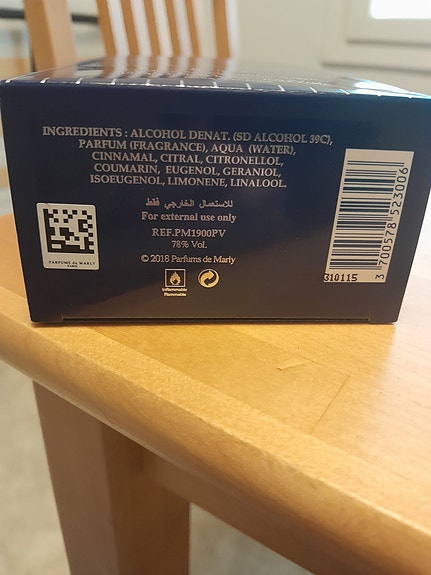 INGREDIENTS : ALCOHOL DENAT. (SD ALCOHOL 39C),
PARFUM (FRAGRANCE), AQUA (WATER),
CINNAMAL, CITRAL, CITRONELLOL,
COUMARIN, EUGENOL, GERANIOL,
ISOEUGENOL, LIMONENE, LINALOOL.
للاستعمال الخارجي فقط
For external use only
REF.PM1900PV
78% Vol.
© 2018 Parfums de Marly
Inflammable
Flammable
PARFUMS de MARLY
PARIS
310115
3 700578 523006